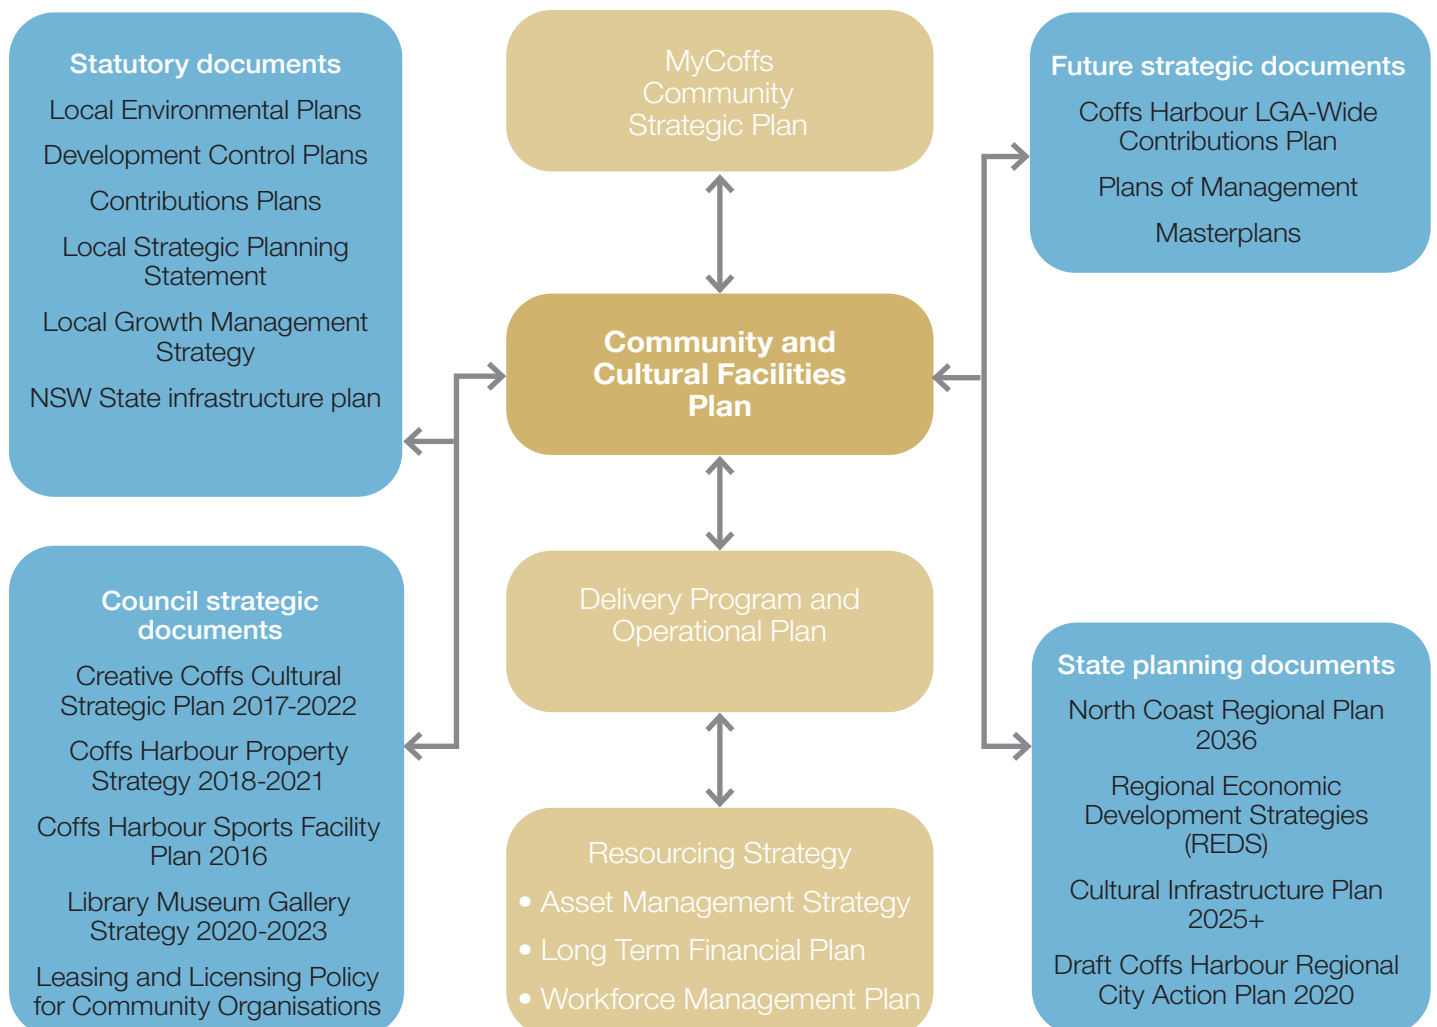 Statutory documents
Local Environmental Plans
Development Control Plans
Contributions Plans
Local Strategic Planning
Statement
Local Growth Management
Strategy
NSW State infrastructure plan
Council strategic
documents
Creative Coffs Cultural
Strategic Plan 2017-2022
Coffs Harbour Property
Strategy 2018-2021
Coffs Harbour Sports Facility
Plan 2016
Library Museum Gallery
Strategy 2020-2023
Leasing and Licensing Policy
for Community Organisations
MyCoffs
Community
Strategic Plan
Community and
Cultural Facilities
Plan
Delivery Program and
Operational Plan
Resourcing Strategy
• Asset Management Strategy
• Long Term Financial Plan
• Workforce Management Plan
Future strategic documents
Coffs Harbour LGA-Wide
Contributions Plan
Plans of Management
Masterplans
State planning documents
North Coast Regional Plan
2036
Regional Economic
Development Strategies
(REDS)
Cultural Infrastructure Plan
2025+
Draft Coffs Harbour Regional
City Action Plan 2020